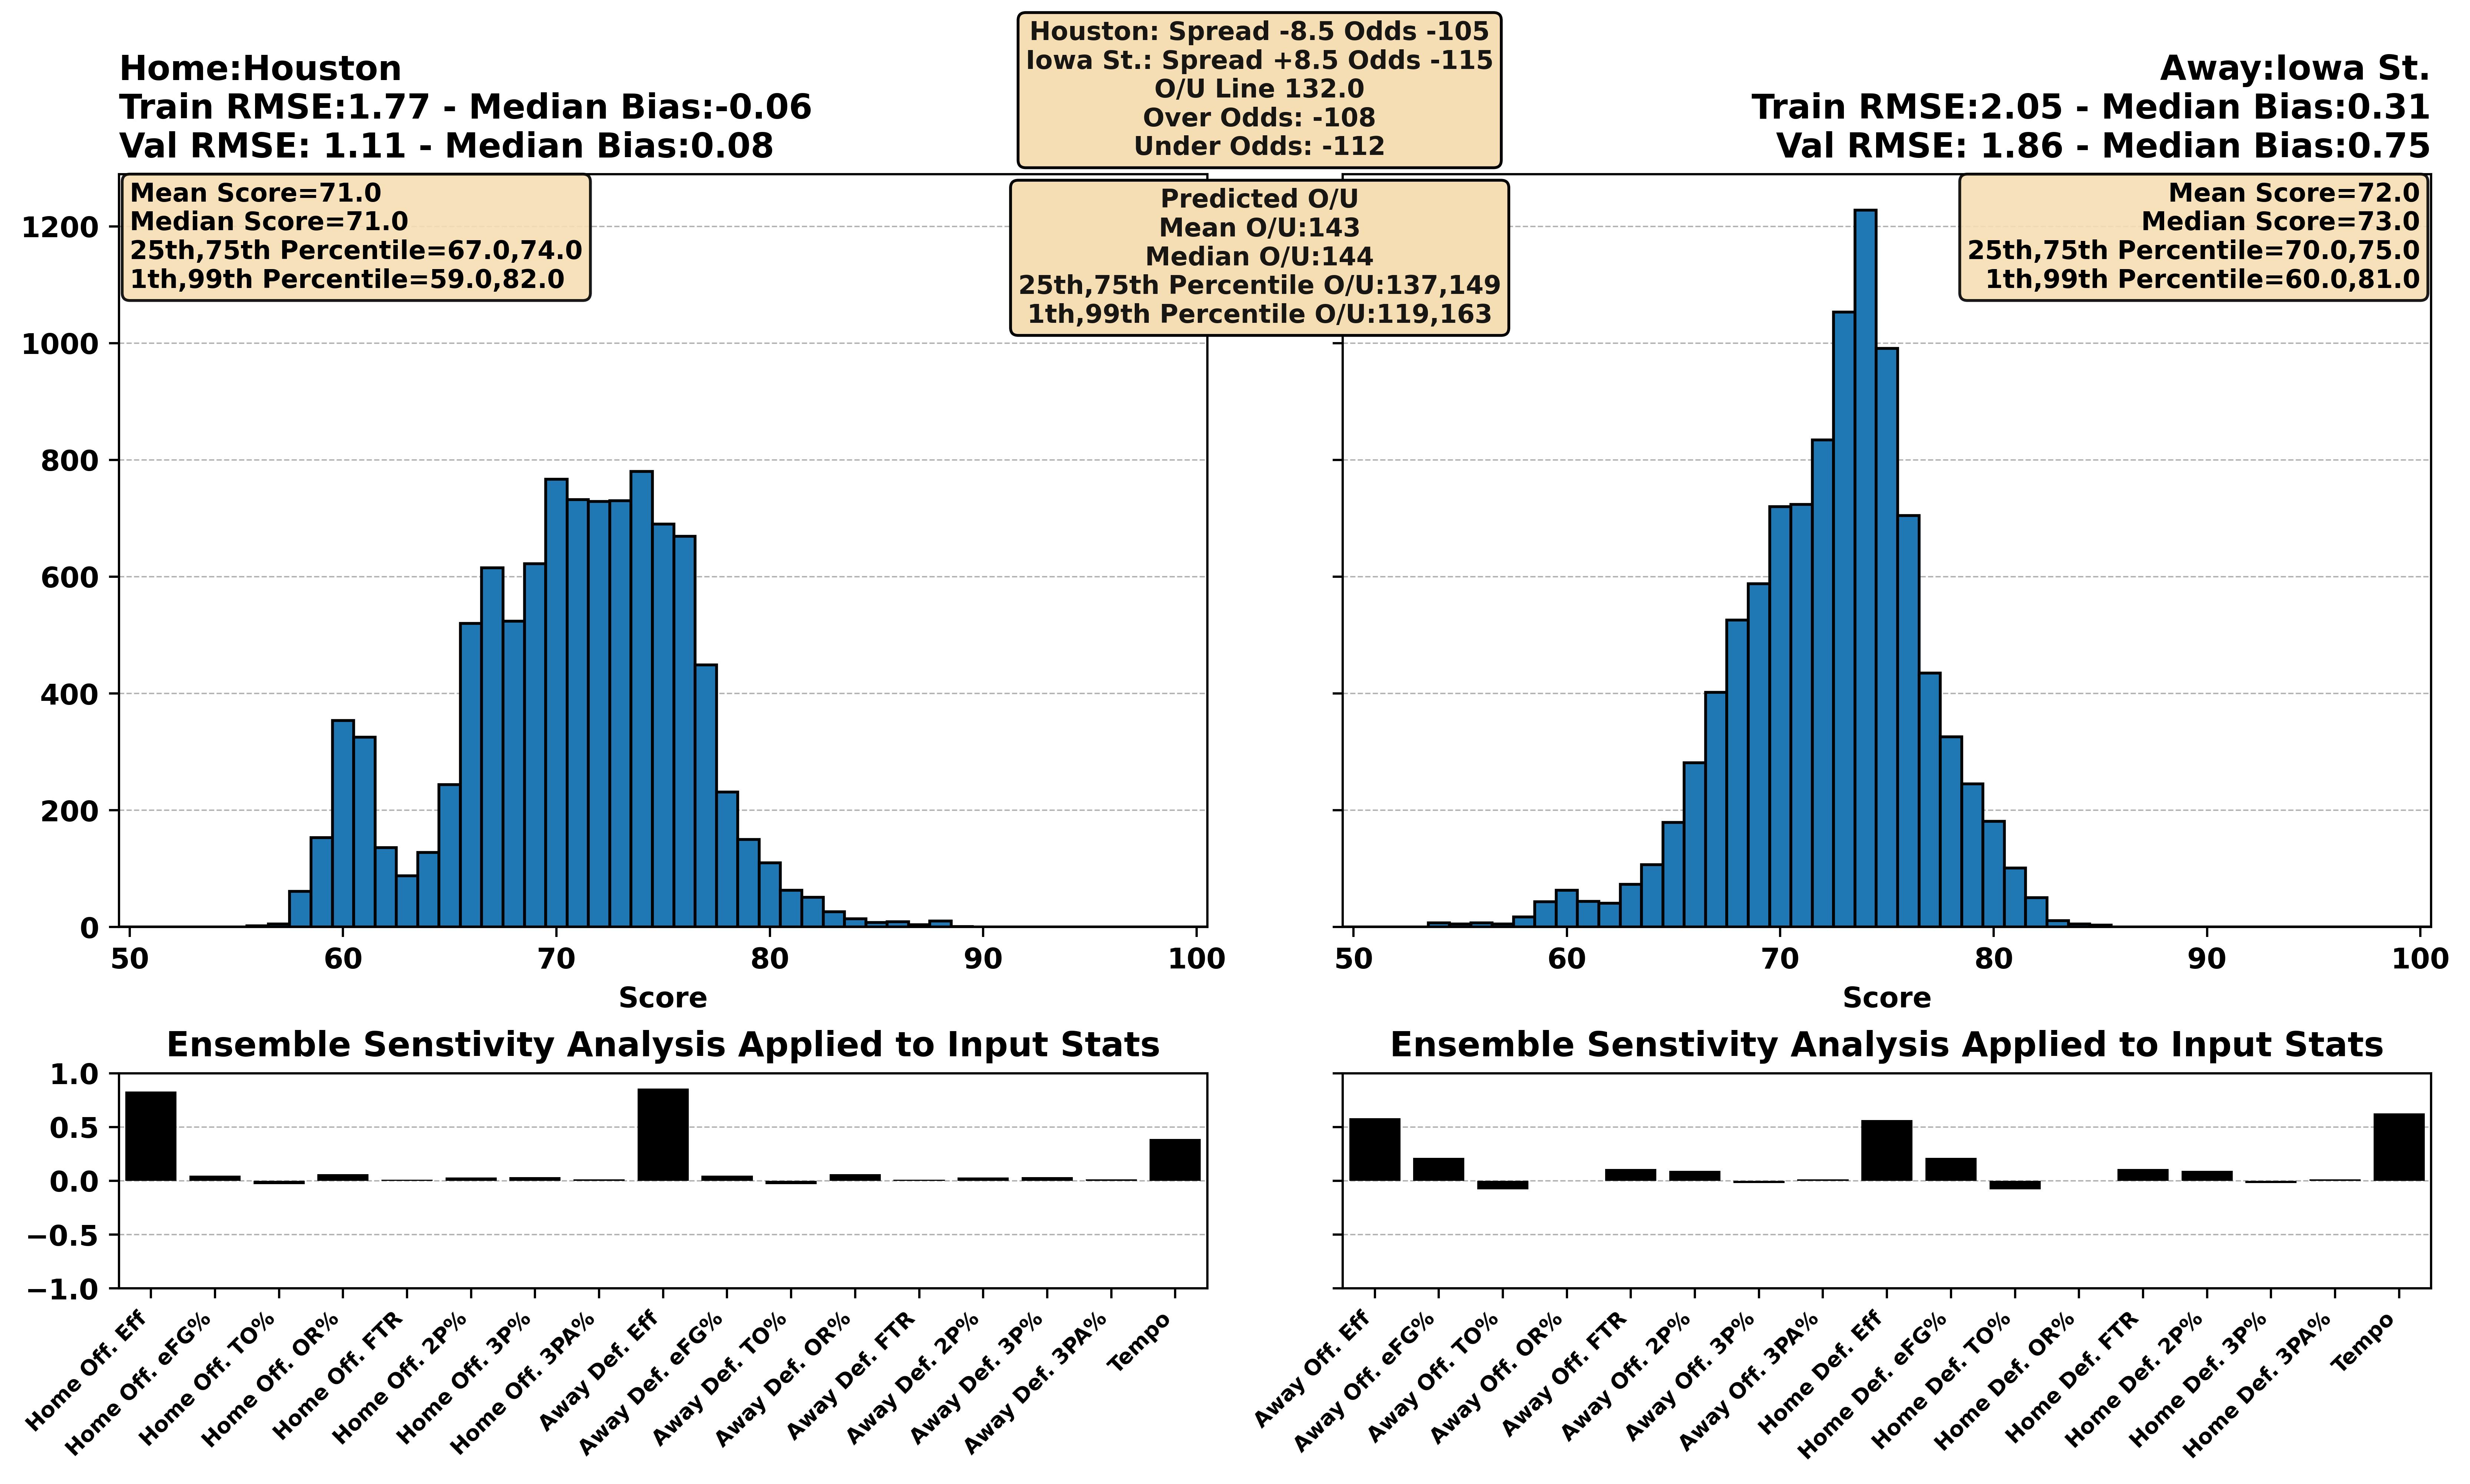 Houston: Spread -8.5 Odds -105
Iowa St.: Spread +8.5 Odds -115
O/U Line 132.0
Over Odds: -108
Under Odds: -112
Home:Houston
Train RMSE:1.77 - Median Bias:-0.06
Val RMSE: 1.11 - Median Bias:0.08
Away:Iowa St.
Train RMSE:2.05 - Median Bias:0.31
Val RMSE: 1.86 - Median Bias:0.75
Mean Score=71.0
Median Score=71.0
25th,75th Percentile=67.0,74.0
1th,99th Percentile=59.0,82.0
Predicted O/U
Mean O/U:143
Median O/U:144
25th,75th Percentile O/U:137,149
1th,99th Percentile O/U:119,163
Mean Score=72.0
Median Score=73.0
25th,75th Percentile=70.0,75.0
1th,99th Percentile=60.0,81.0
1200
1000
800
600
400
200
0
50 60 70 80 90 100
Score
50 60 70 80 90 100
Score
Ensemble Senstivity Analysis Applied to Input Stats
1.0
0.5
0.0
−0.5
−1.0
Home Off. Eff
Home Off. eFG%
Home Off. TO%
Home Off. OR%
Home Off. FTR
Home Off. 2P%
Home Off. 3P%
Home Off. 3PA%
Away Def. Eff
Away Def. eFG%
Away Def. TO%
Away Def. OR%
Away Def. FTR
Away Def. 2P%
Away Def. 3P%
Away Def. 3PA%
Tempo
Ensemble Senstivity Analysis Applied to Input Stats
Away Off. Eff
Away Off. eFG%
Away Off. TO%
Away Off. OR%
Away Off. FTR
Away Off. 2P%
Away Off. 3P%
Away Off. 3PA%
Home Def. Eff
Home Def. eFG%
Home Def. TO%
Home Def. OR%
Home Def. FTR
Home Def. 2P%
Home Def. 3P%
Home Def. 3PA%
Tempo